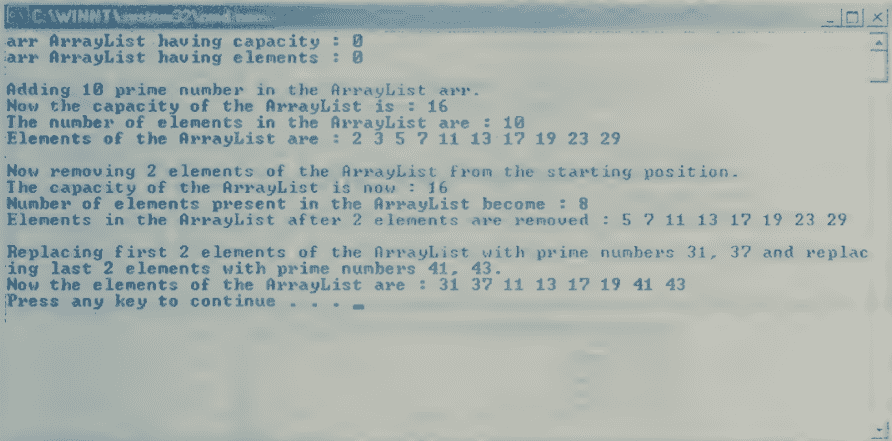 C:\WINNT\system32\cmd.exe
arr ArrayList having capacity : 0
arr ArrayList having elements : 0
Adding 10 prime number in the ArrayList arr.
Now the capacity of the ArrayList is : 16
The number of elements in the ArrayList are : 10
Elements of the ArrayList are : 2 3 5 7 11 13 17 19 23 29
Now removing 2 elements of the ArrayList from the starting position.
The capacity of the ArrayList is now : 16
Number of elements present in the ArrayList become : 8
Elements in the ArrayList after 2 elements are removed : 5 7 11 13 17 19 23 29
Replacing first 2 elements of the ArrayList with prime numbers 31, 37 and replac
ing last 2 elements with prime numbers 41, 43.
Now the elements of the ArrayList are : 31 37 11 13 17 19 41 43
Press any key to continue . . .